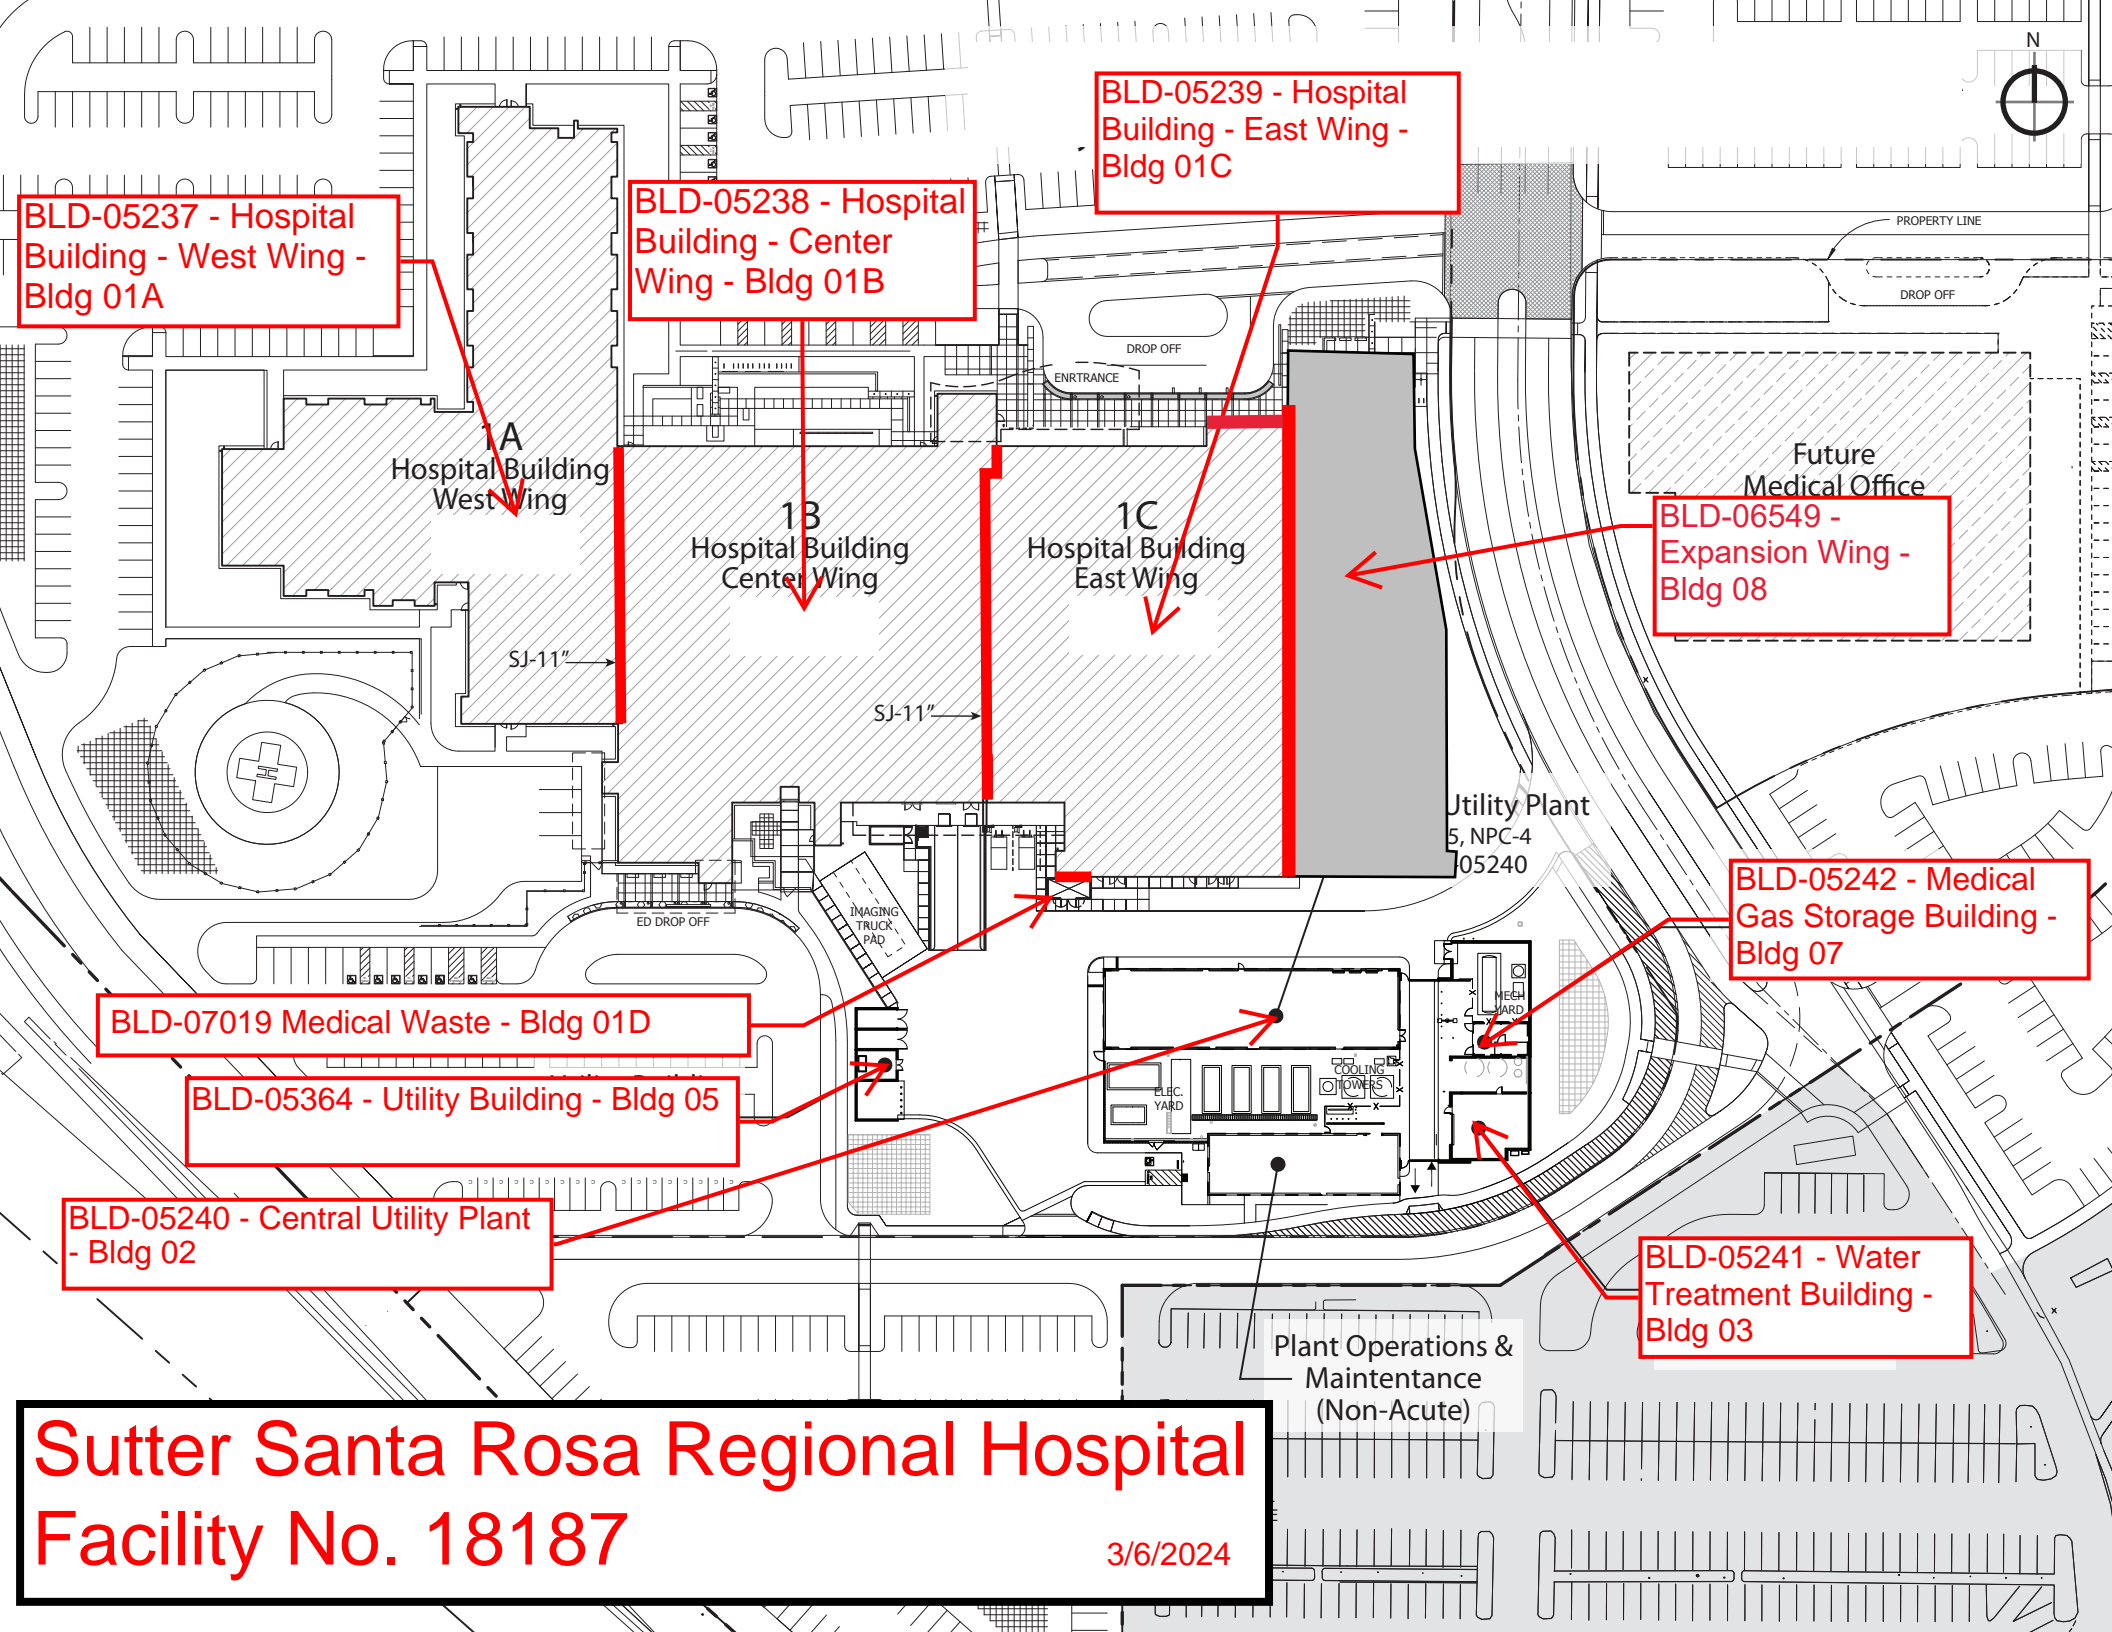 N
BLD-05239 - Hospital
Building - East Wing -
Bldg 01C
BLD-05237 - Hospital
Building - West Wing -
Bldg 01A
BLD-05238 - Hospital
Building - Center
Wing - Bldg 01B
PROPERTY LINE
DROP OFF
DROP OFF
ENRTRANCE
1A
Hospital Building
West Wing
1B
Hospital Building
Center Wing
1C
Hospital Building
East Wing
Future
Medical Office
BLD-06549 -
Expansion Wing -
Bldg 08
SJ-11"
SJ-11"
H
Utility Plant
5, NPC-4
-05240
BLD-05242 - Medical
Gas Storage Building -
Bldg 07
ED DROP OFF
IMAGING
TRUCK
PAD
MECH
YARD
BLD-07019 Medical Waste - Bldg 01D
BLD-05364 - Utility Building - Bldg 05
COOLING
TOWERS
ELEC.
YARD
BLD-05240 - Central Utility Plant
- Bldg 02
BLD-05241 - Water
Treatment Building -
Bldg 03
Plant Operations &
Maintentance
(Non-Acute)
Sutter Santa Rosa Regional Hospital
Facility No. 18187
3/6/2024